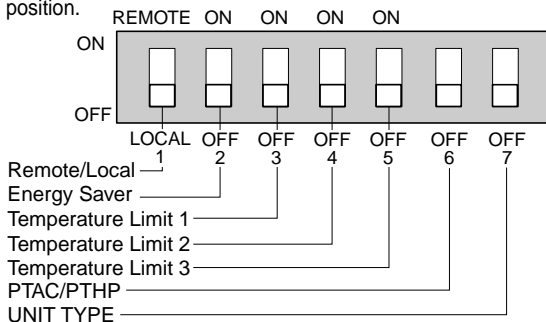 position.
REMOTE ON ON ON ON
ON
OFF
LOCAL OFF OFF OFF OFF OFF OFF
1 2 3 4 5 6 7
Remote/Local
Energy Saver
Temperature Limit 1
Temperature Limit 2
Temperature Limit 3
PTAC/PTHP
UNIT TYPE